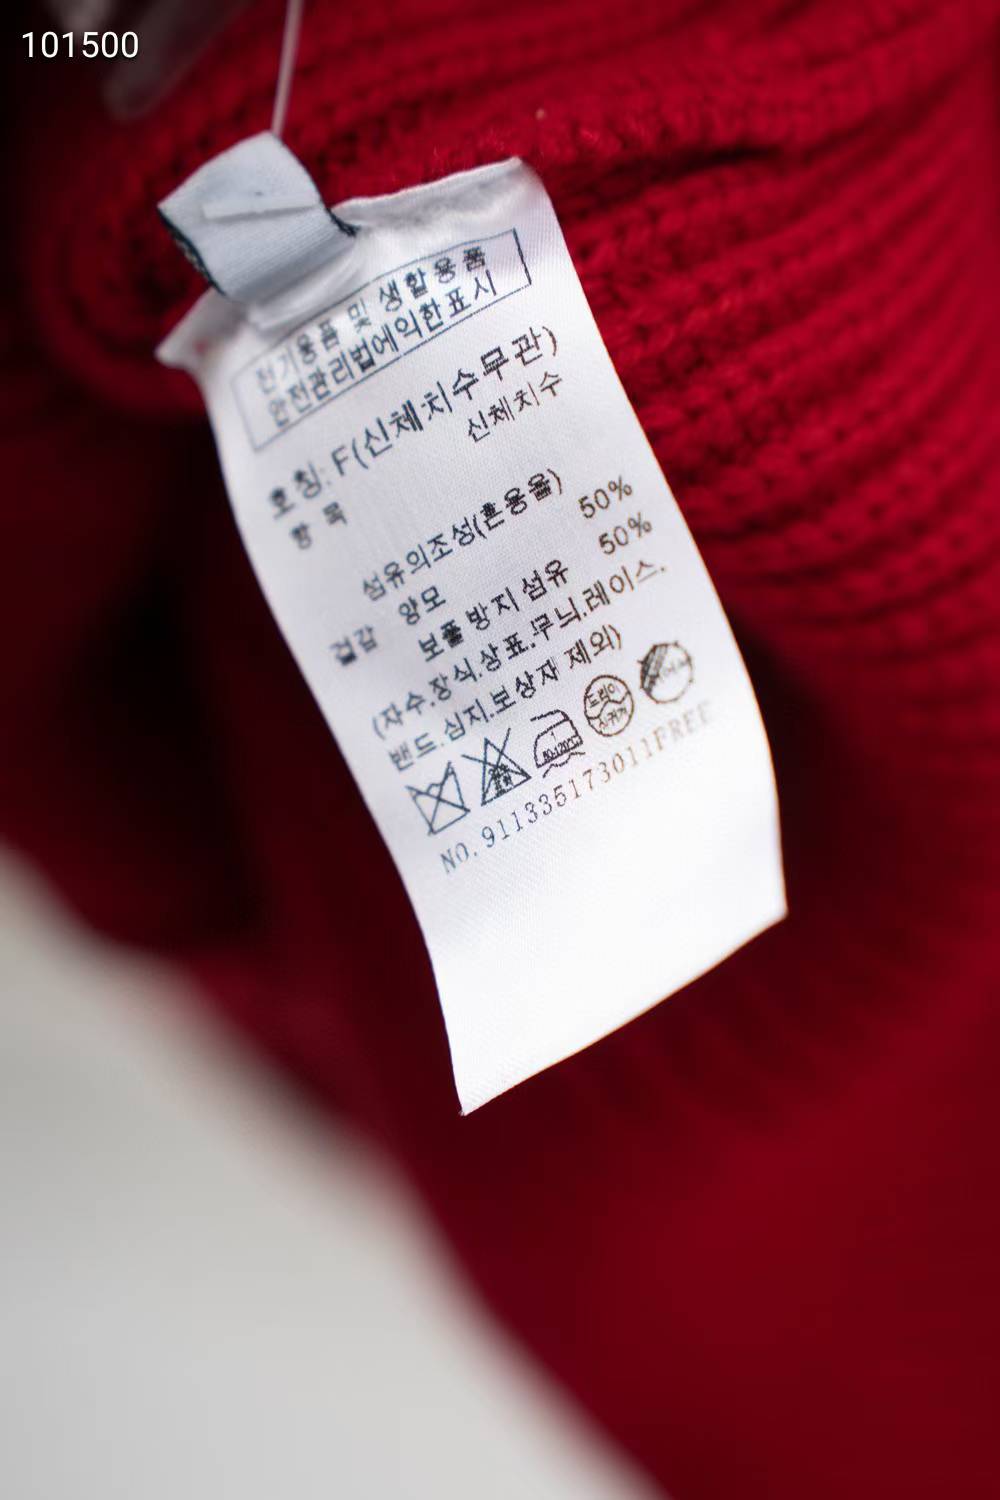 101500
전기용품 및 생활용품
안전관리법에의한표시
호칭: F(신체치수무관)
항목 신체치수
섬유의조성(혼용율)
겉감 양모 50%
보풀방지섬유 50%
(자수.장식.상표.무늬.레이스.
밴드.심지.보상자 제외)
드라이
80-120℃
NO.911335173011FREE